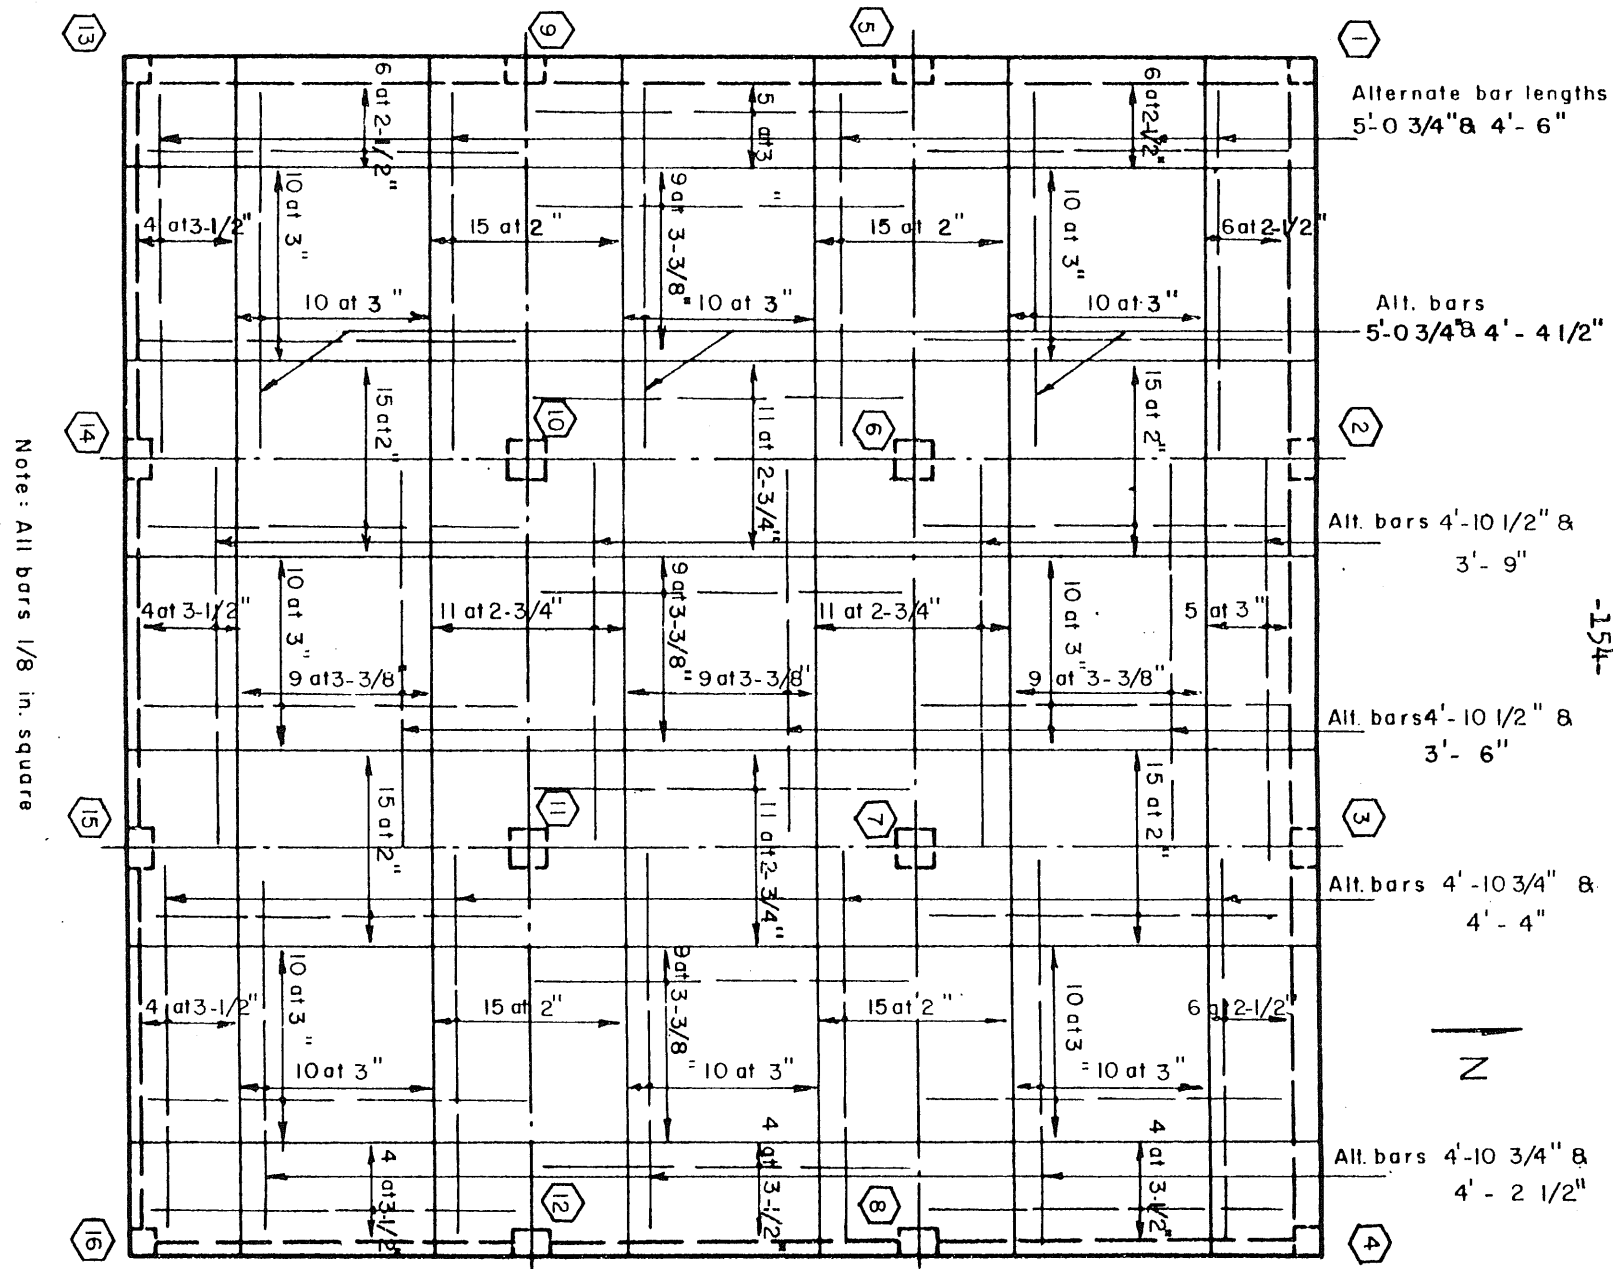 13
9
5
1
Alternate bar lengths
5'-0 3/4" & 4'- 6"
6 at 2-1/2"
5 at 3"
6 at 2-1/2"
10 at 3"
9 at 3-3/8"
10 at 3"
4 at 3-1/2"
15 at 2"
15 at 2"
6 at 2-1/2"
10 at 3"
10 at 3"
10 at 3"
Alt. bars
5'-0 3/4" & 4' - 4 1/2"
15 at 2"
11 at 2-3/4"
15 at 2"
14
10
6
2
Alt. bars 4'-10 1/2" &
3'- 9"
10 at 3"
9 at 3-3/8"
10 at 3"
4 at 3-1/2"
11 at 2-3/4"
11 at 2-3/4"
5 at 3"
9 at 3-3/8"
9 at 3-3/8"
9 at 3-3/8"
Alt. bars 4'-10 1/2" &
3'- 6"
15 at 2"
11 at 2-3/4"
15 at 2"
15
11
7
3
Alt. bars 4'-10 3/4" &
4' - 4"
10 at 3"
9 at 3-3/8"
10 at 3"
4 at 3-1/2"
15 at 2"
15 at 2"
6 at 2-1/2"
10 at 3"
10 at 3"
10 at 3"
4 at 3-1/2"
4 at 3-1/2"
4 at 3-1/2"
Alt. bars 4'-10 3/4" &
4' - 2 1/2"
16
12
8
4
N
Note: All bars 1/8 in. square
-154-